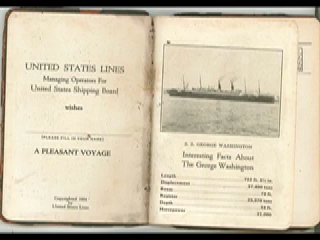 UNITED STATES LINES
Managing Operators For
United States Shipping Board
wishes
(PLEASE FILL IN YOUR NAME)
A PLEASANT VOYAGE
Copyrighted
by
United States Lines
S. S. GEORGE WASHINGTON
Interesting Facts About
The George Washington
Length
Displacement
Beam
Register
Depth
Horsepower